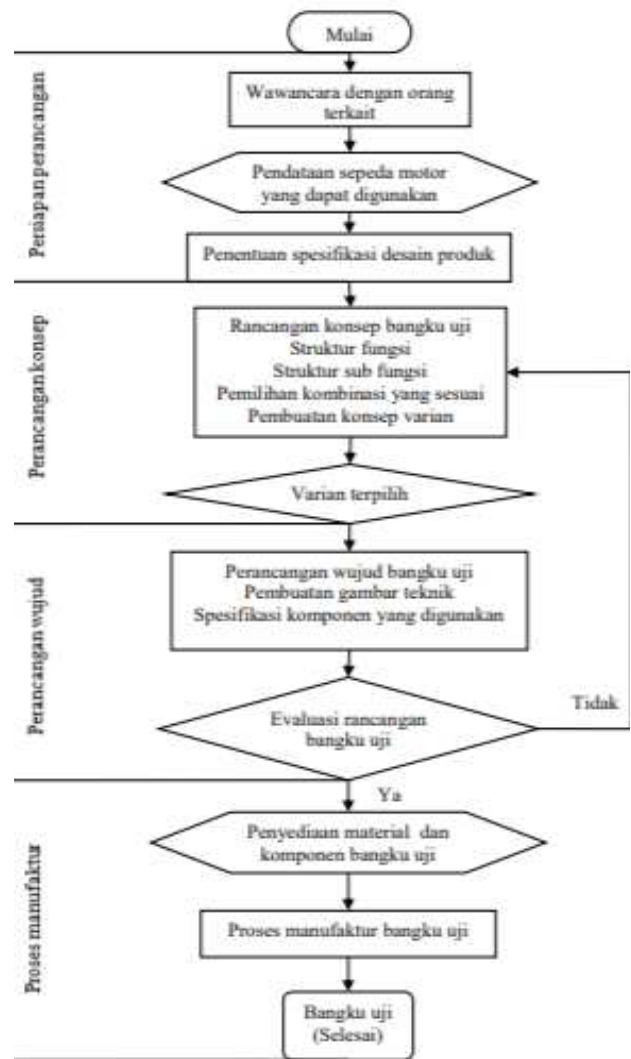 Mulai
Persiapan perancangan
Wawancara dengan orang
terkait
Pendataan sepeda motor
yang dapat digunakan
Penentuan spesifikasi desain produk
Perancangan konsep
Rancangan konsep bangku uji
Struktur fungsi
Struktur sub fungsi
Pemilihan kombinasi yang sesuai
Pembuatan konsep varian
Varian terpilih
Perancangan wujud
Perancangan wujud bangku uji
Pembuatan gambar teknik
Spesifikasi komponen yang digunakan
Evaluasi rancangan
bangku uji
Tidak
Ya
Proses manufaktur
Penyediaan material dan
komponen bangku uji
Proses manufaktur bangku uji
Bangku uji
(Selesai)